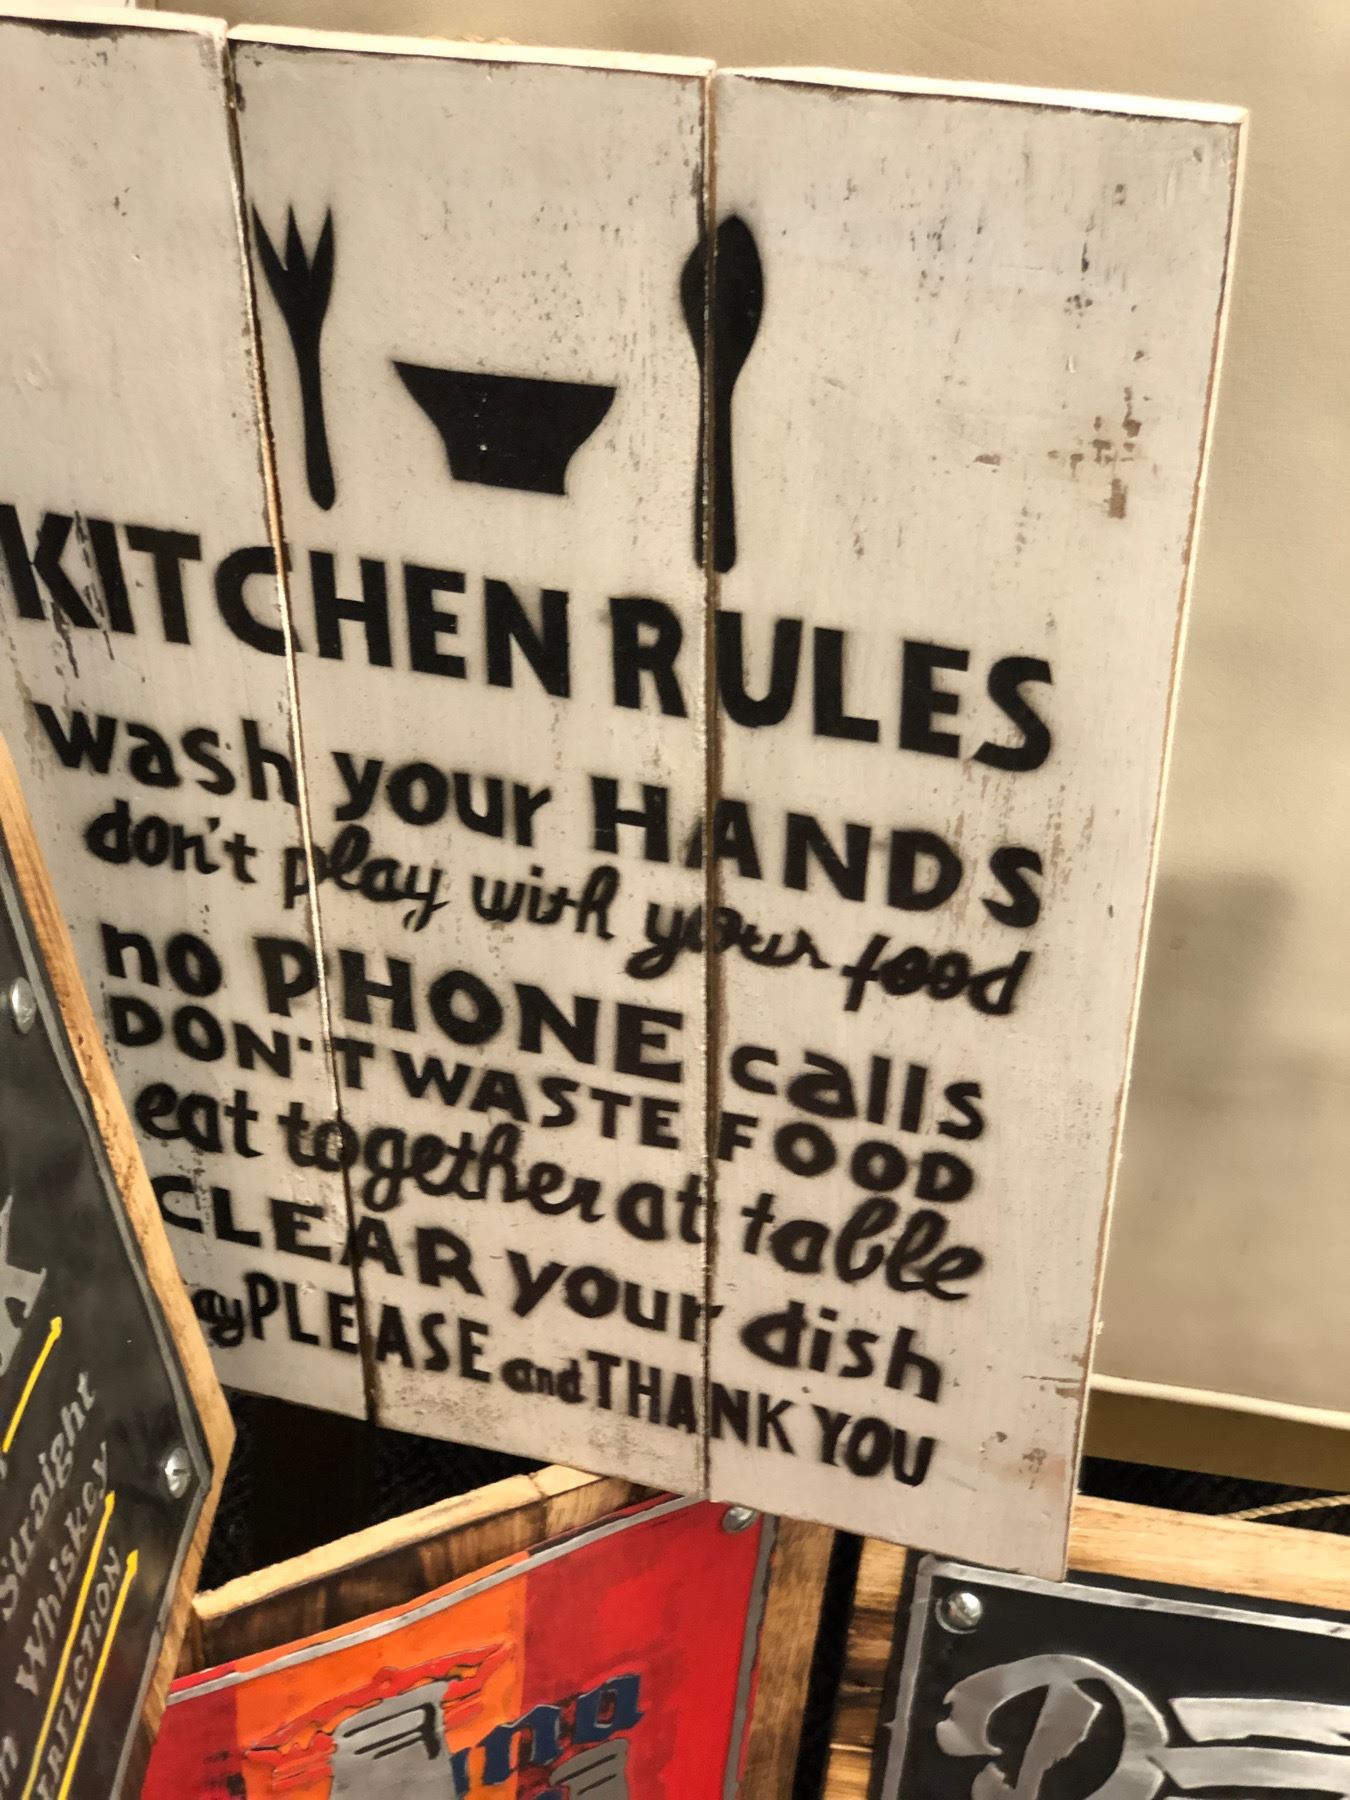 KITCHEN RULES
wash your HANDS
don't play with your food
no PHONE calls
DON'T WASTE FOOD
eat together at table
CLEAR your dish
ay PLEASE and THANK YOU
Straight
Whiskey